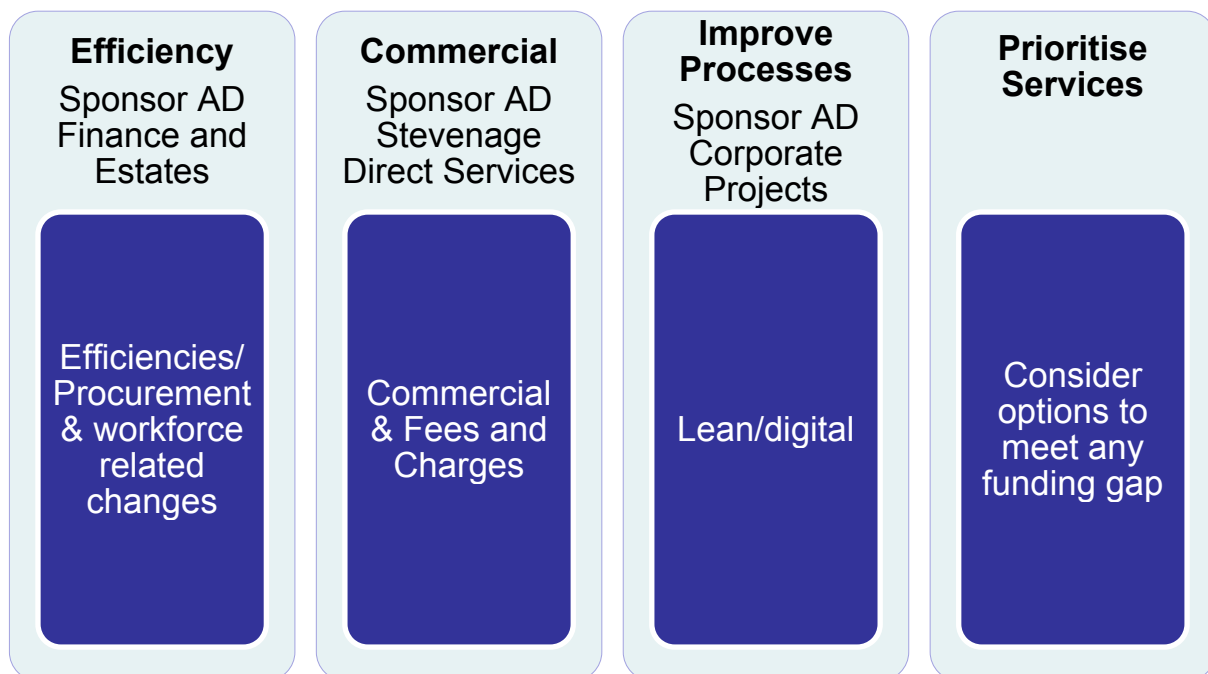 Efficiency
Sponsor AD
Finance and
Estates
Efficiencies/
Procurement
& workforce
related
changes
Commercial
Sponsor AD
Stevenage
Direct Services
Commercial
& Fees and
Charges
Improve
Processes
Sponsor AD
Corporate
Projects
Lean/digital
Prioritise
Services
Consider
options to
meet any
funding gap